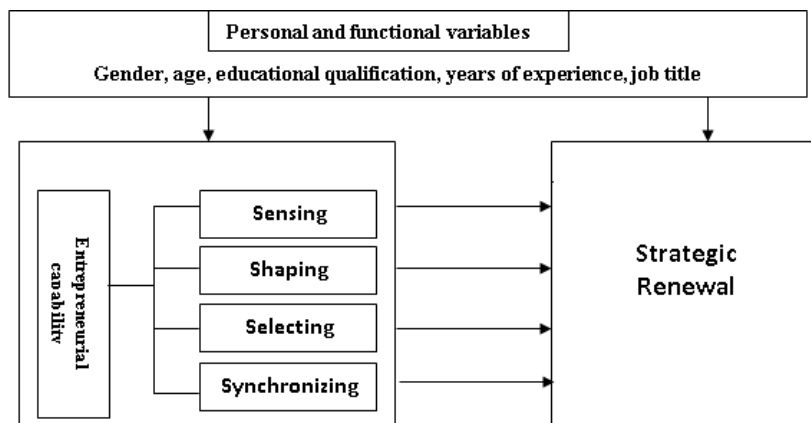 Personal and functional variables
Gender, age, educational qualification, years of experience, job title
Entrepreneurial
capability
Sensing
Shaping
Selecting
Synchronizing
Strategic
Renewal